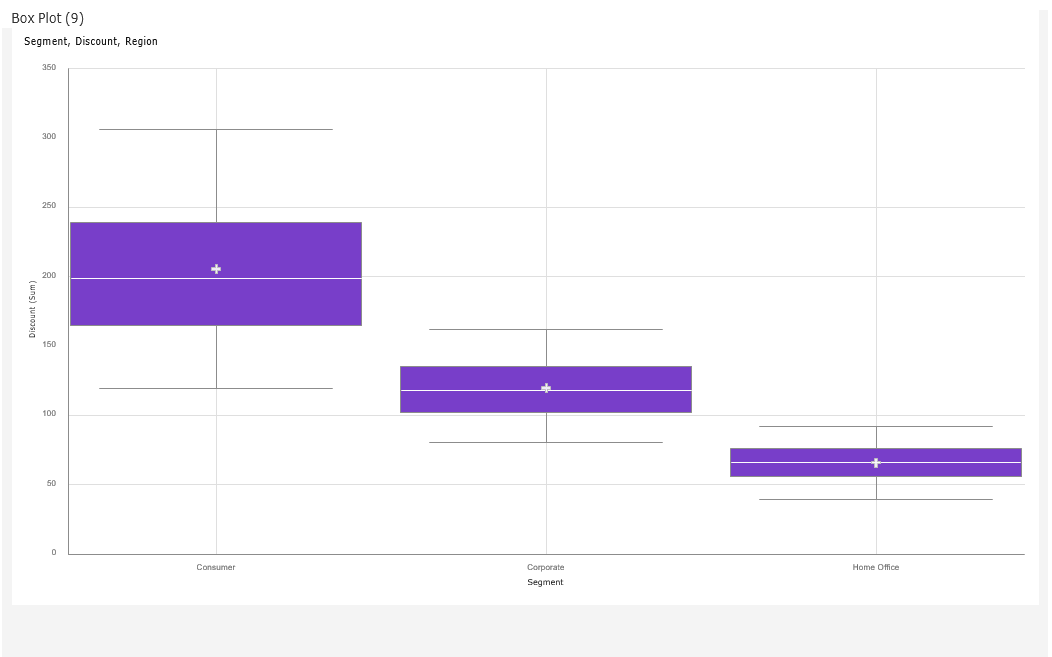 Box Plot (9)
Segment, Discount, Region
350
300
250
200
150
100
50
0
Discount (Sum)
Consumer
Corporate
Home Office
Segment